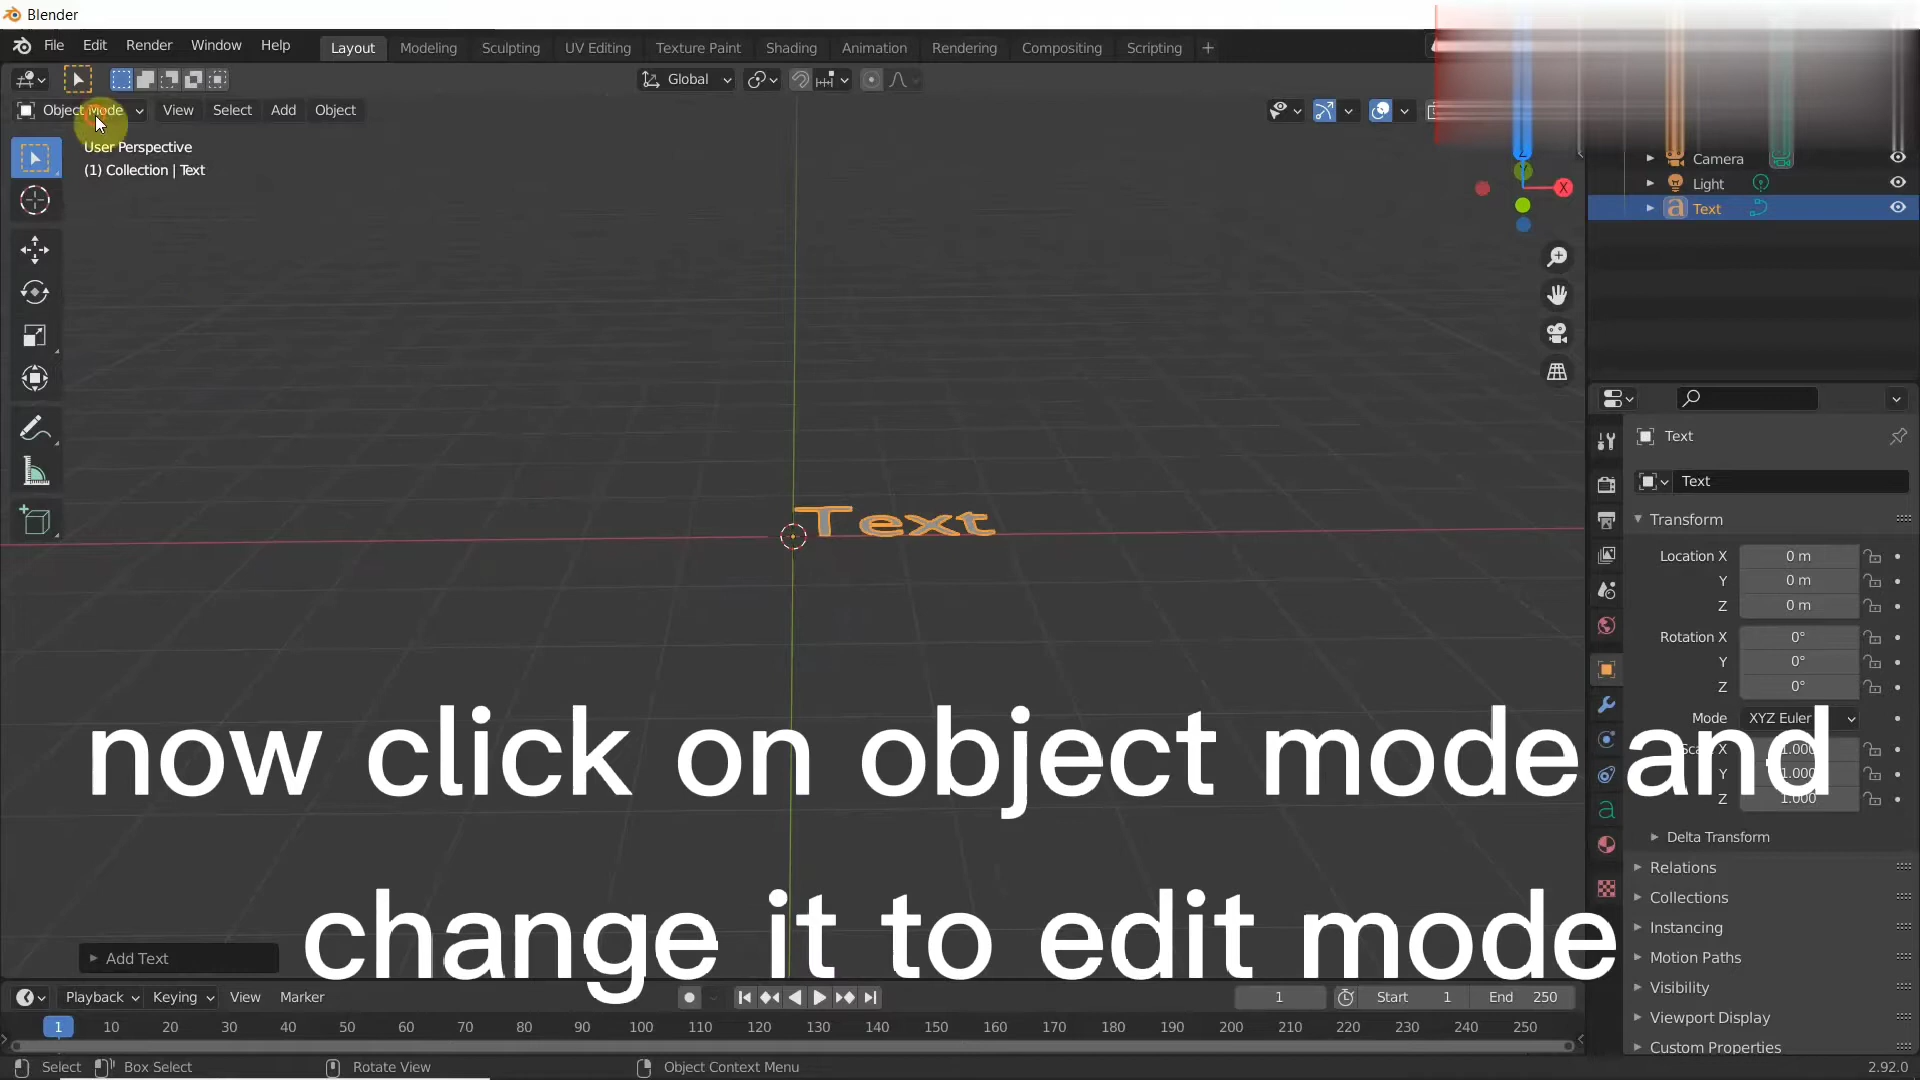 Blender
File Edit Render Window Help Layout Modeling Sculpting UV Editing Texture Paint Shading Animation Rendering Compositing Scripting +
Global
Object Mode View Select Add Object
User Perspective
(1) Collection | Text
X
Camera
Light
a Text
Text
Text
Text
Transform
Location X 0 m
Y 0 m
Z 0 m
Rotation X 0°
Y 0°
Z 0°
Mode XYZ Euler
now click on object mode and
X 1.000
Y 1.000
Z 1.000
a
Delta Transform
Relations
Collections
change it to edit mode
Instancing
Add Text
Motion Paths
Visibility
Playback Keying View Marker 1 Start 1 End 250
Viewport Display
1 10 20 30 40 50 60 70 80 90 100 110 120 130 140 150 160 170 180 190 200 210 220 230 240 250
Custom Properties
Select Box Select Rotate View Object Context Menu 2.92.0